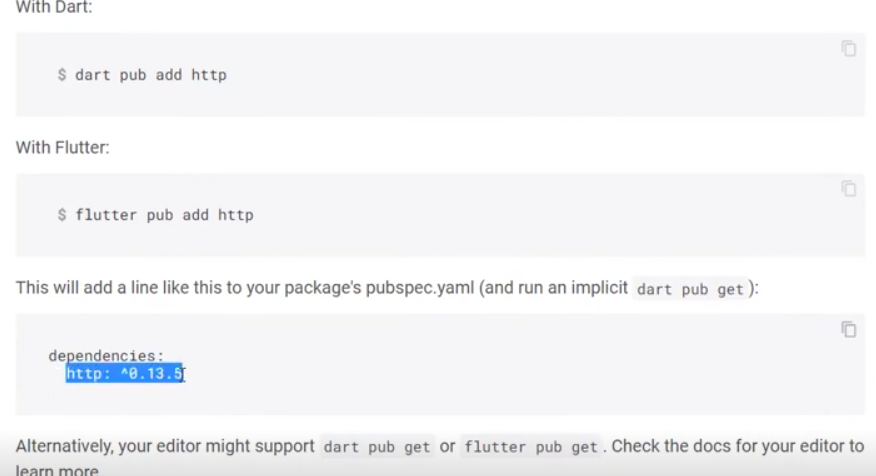 With Dart:
$ dart pub add http
With Flutter:
$ flutter pub add http
This will add a line like this to your package's pubspec.yaml (and run an implicit dart pub get ):
dependencies:
http: ^0.13.5
Alternatively, your editor might support dart pub get or flutter pub get . Check the docs for your editor to
learn more.